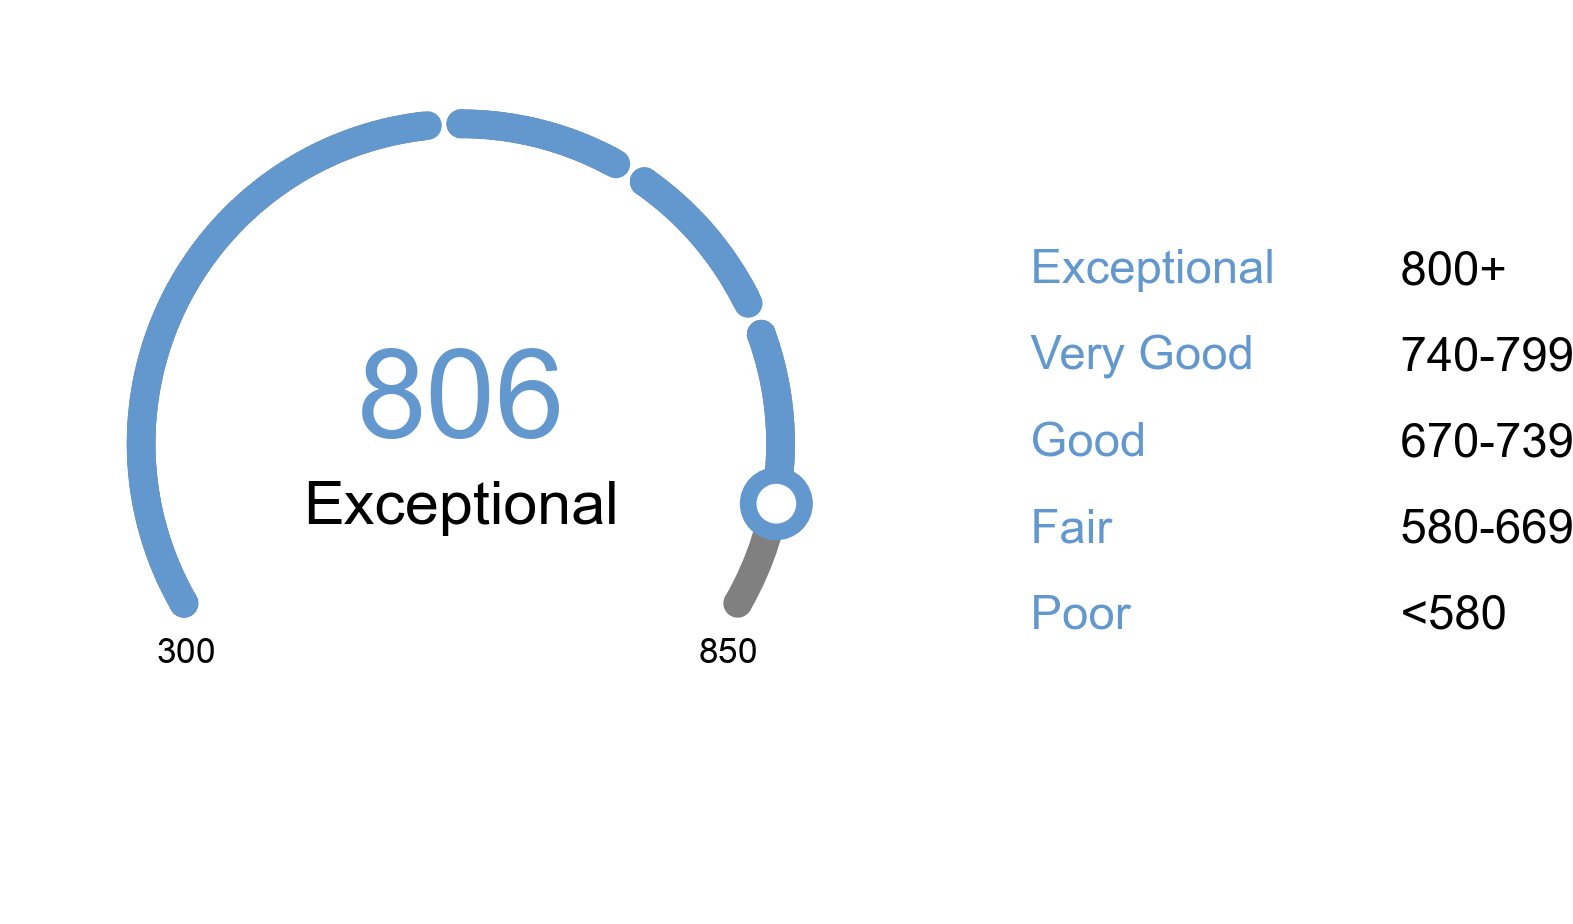 806
Exceptional
300 850
Exceptional 800+
Very Good 740-799
Good 670-739
Fair 580-669
Poor <580